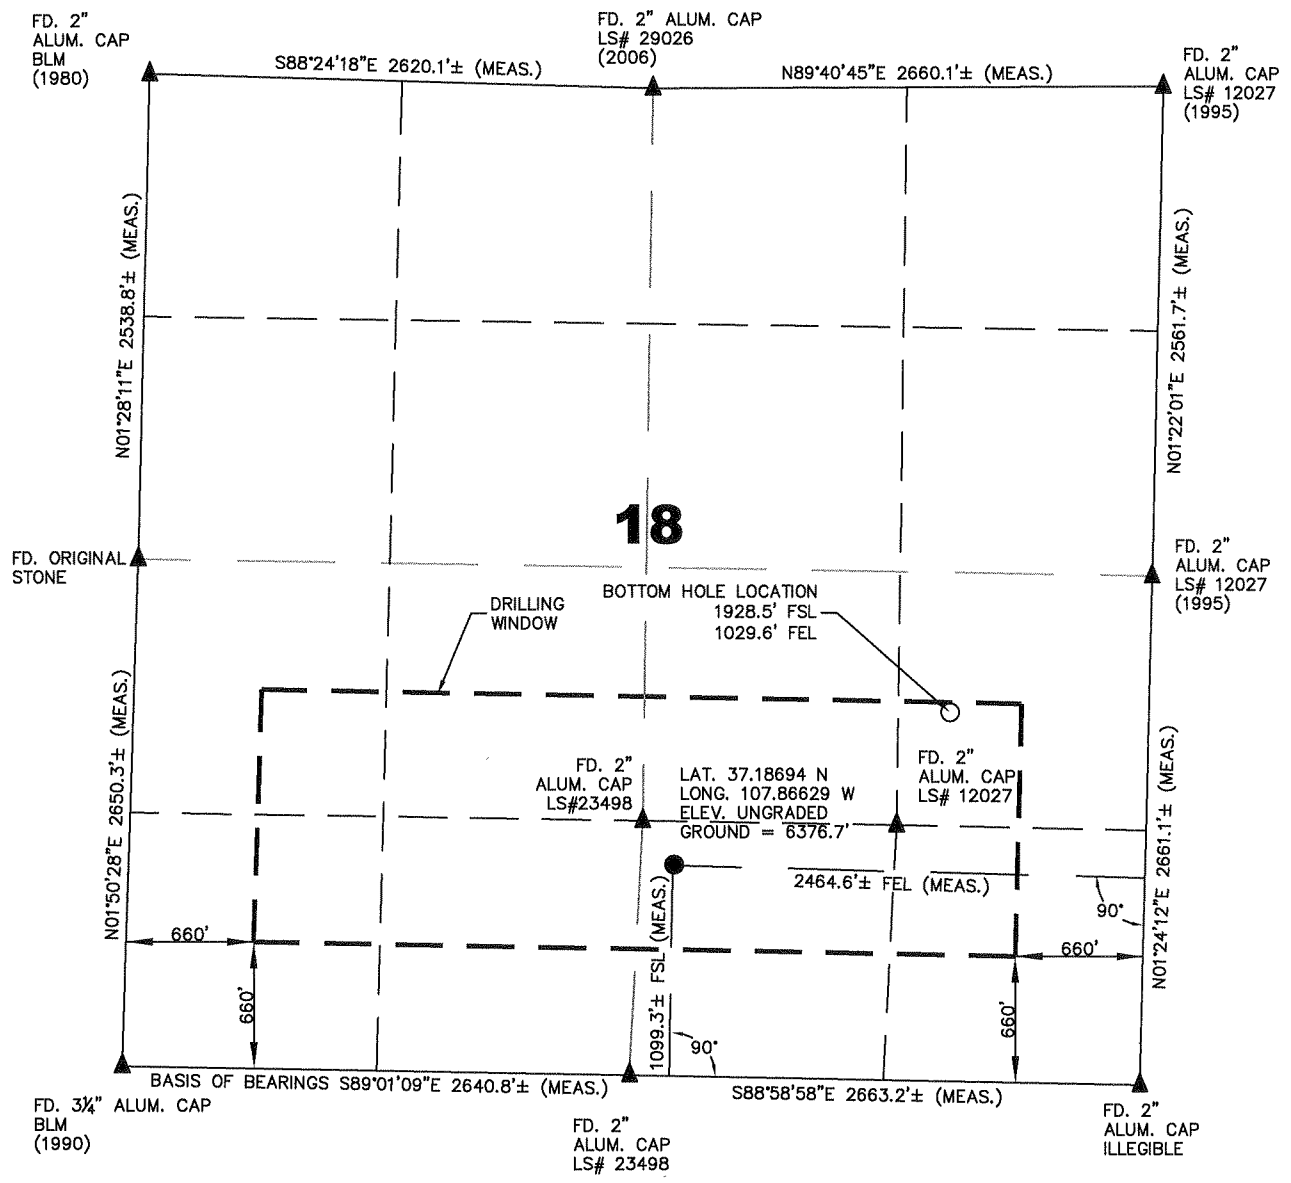 FD. 2"
ALUM. CAP
BLM
(1980)
FD. 2" ALUM. CAP
LS# 29026
(2006)
FD. 2"
ALUM. CAP
LS# 12027
(1995)
S88°24'18"E 2620.1'± (MEAS.)
N89°40'45"E 2660.1'± (MEAS.)
N01°28'11"E 2538.8'± (MEAS.)
N01°22'01"E 2561.7'± (MEAS.)
18
FD. ORIGINAL
STONE
FD. 2"
ALUM. CAP
LS# 12027
(1995)
DRILLING
WINDOW
BOTTOM HOLE LOCATION
1928.5' FSL
1029.6' FEL
N01°50'28"E 2650.3'± (MEAS.)
FD. 2"
ALUM. CAP
LS#23498
LAT. 37.18694 N
LONG. 107.86629 W
ELEV. UNGRADED
GROUND = 6376.7'
FD. 2"
ALUM. CAP
LS# 12027
N01°24'12"E 2661.1'± (MEAS.)
2464.6'± FEL (MEAS.)
90°
1099.3'± FSL (MEAS.)
660'
660'
660'
660'
90°
BASIS OF BEARINGS S89°01'09"E 2640.8'± (MEAS.)
S88°58'58"E 2663.2'± (MEAS.)
FD. 3¼" ALUM. CAP
BLM
(1990)
FD. 2"
ALUM. CAP
LS# 23498
FD. 2"
ALUM. CAP
ILLEGIBLE